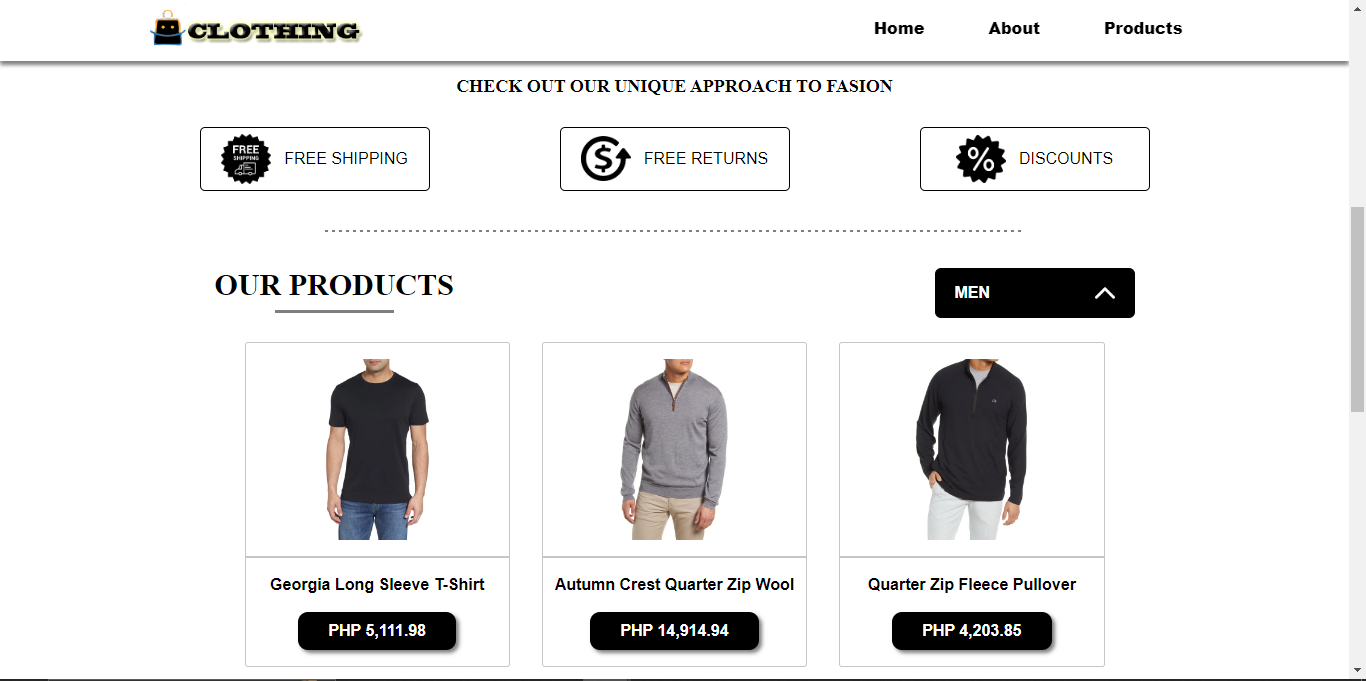 CLOTHING
Home About Products
CHECK OUT OUR UNIQUE APPROACH TO FASION
FREE SHIPPING FREE SHIPPING
FREE RETURNS
% DISCOUNTS
OUR PRODUCTS
MEN
Georgia Long Sleeve T-Shirt
PHP 5,111.98
Autumn Crest Quarter Zip Wool
PHP 14,914.94
Quarter Zip Fleece Pullover
PHP 4,203.85